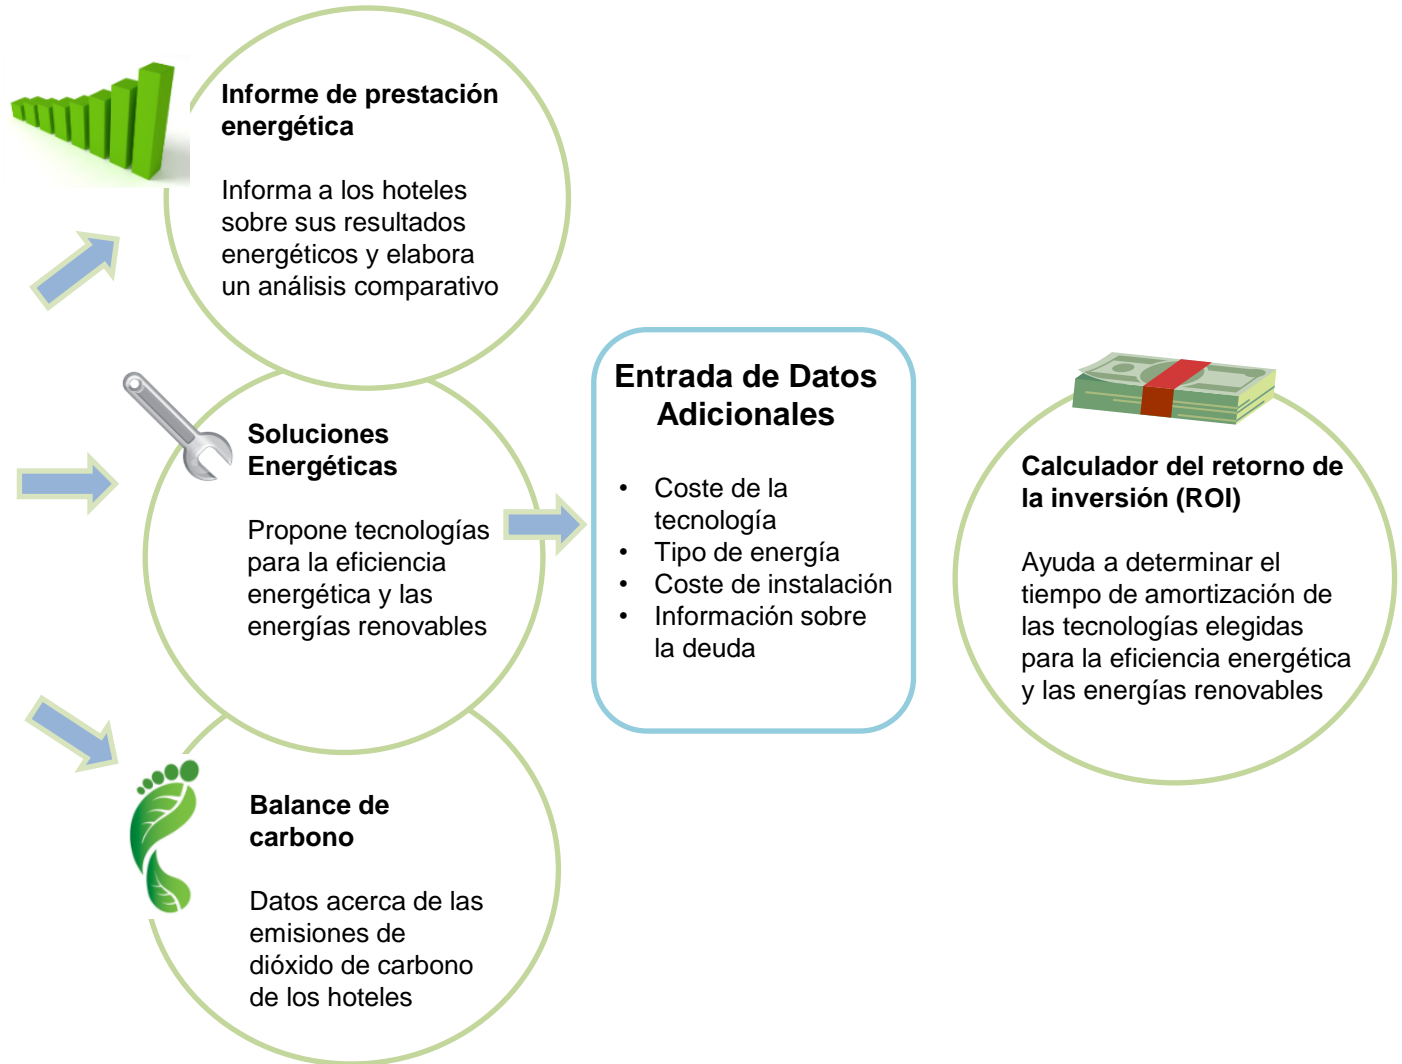 Informe de prestación
energética
Informa a los hoteles
sobre sus resultados
energéticos y elabora
un análisis comparativo
Soluciones
Energéticas
Propone tecnologías
para la eficiencia
energética y las
energías renovables
Balance de
carbono
Datos acerca de las
emisiones de
dióxido de carbono
de los hoteles
Entrada de Datos
Adicionales
• Coste de la
tecnología
• Tipo de energía
• Coste de instalación
• Información sobre
la deuda
Calculador del retorno de
la inversión (ROI)
Ayuda a determinar el
tiempo de amortización de
las tecnologías elegidas
para la eficiencia energética
y las energías renovables